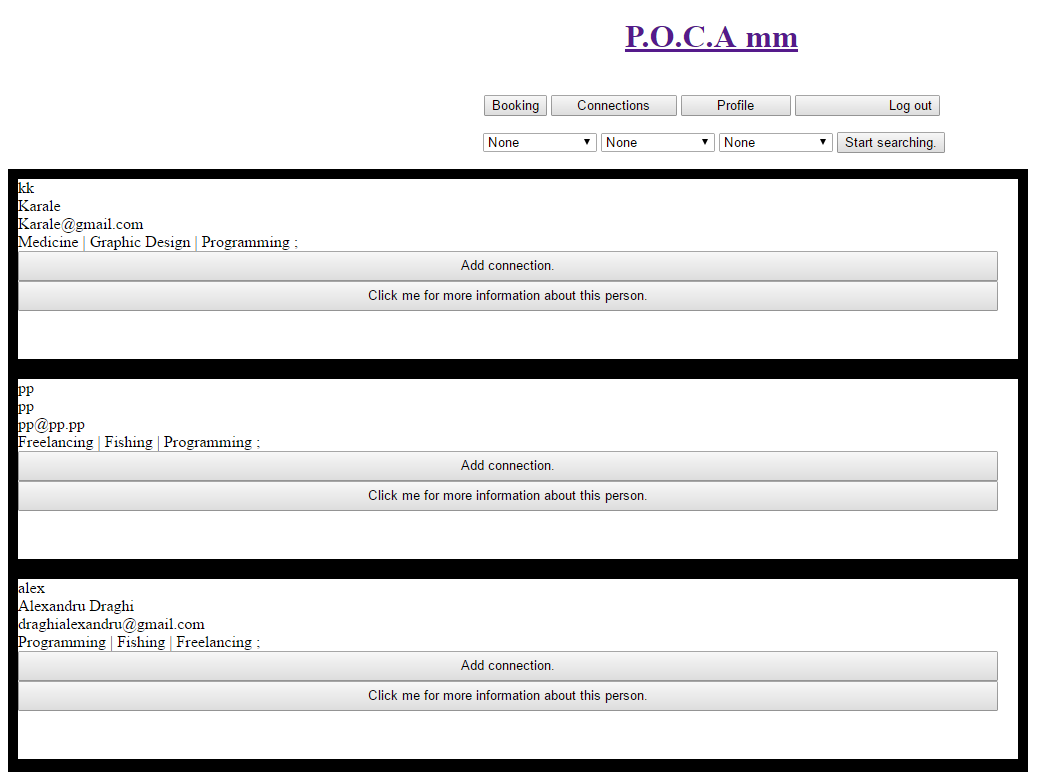 P.O.C.A mm
Booking Connections Profile Log out
None None None Start searching.
kk
Karale
Karale@gmail.com
Medicine | Graphic Design | Programming ;
Add connection.
Click me for more information about this person.
pp
pp
pp@pp.pp
Freelancing | Fishing | Programming ;
Add connection.
Click me for more information about this person.
alex
Alexandru Draghi
draghialexandru@gmail.com
Programming | Fishing | Freelancing ;
Add connection.
Click me for more information about this person.